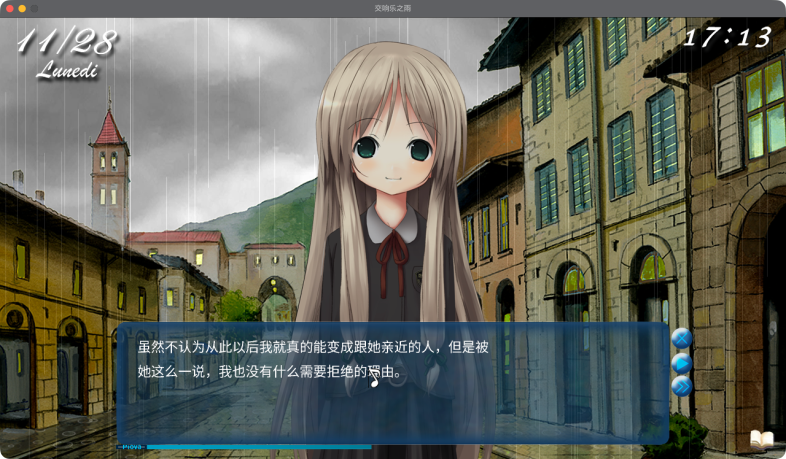 交响乐之雨
11/28
Lunedi
17:13
虽然不认为从此以后我就真的能变成跟她亲近的人，但是被
她这么一说，我也没有什么需要拒绝的理由。
Piova